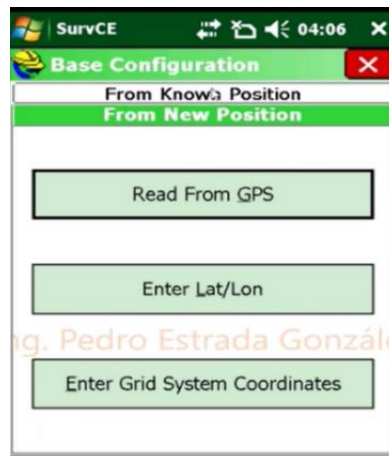 SurvCE 04:06
Base Configuration
From Known Position
From New Position
Read From GPS
Enter Lat/Lon
ng. Pedro Estrada Gonzál
Enter Grid System Coordinates